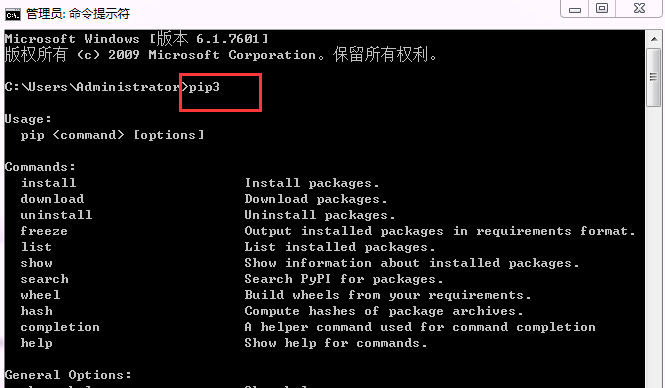 管理员: 命令提示符
Microsoft Windows [版本 6.1.7601]
版权所有 (c) 2009 Microsoft Corporation。保留所有权利。
C:\Users\Administrator>pip3
Usage:
  pip <command> [options]
Commands:
  install                     Install packages.
  download                    Download packages.
  uninstall                   Uninstall packages.
  freeze                      Output installed packages in requirements format.
  list                        List installed packages.
  show                        Show information about installed packages.
  search                      Search PyPI for packages.
  wheel                       Build wheels from your requirements.
  hash                        Compute hashes of package archives.
  completion                  A helper command used for command completion
  help                        Show help for commands.
General Options: